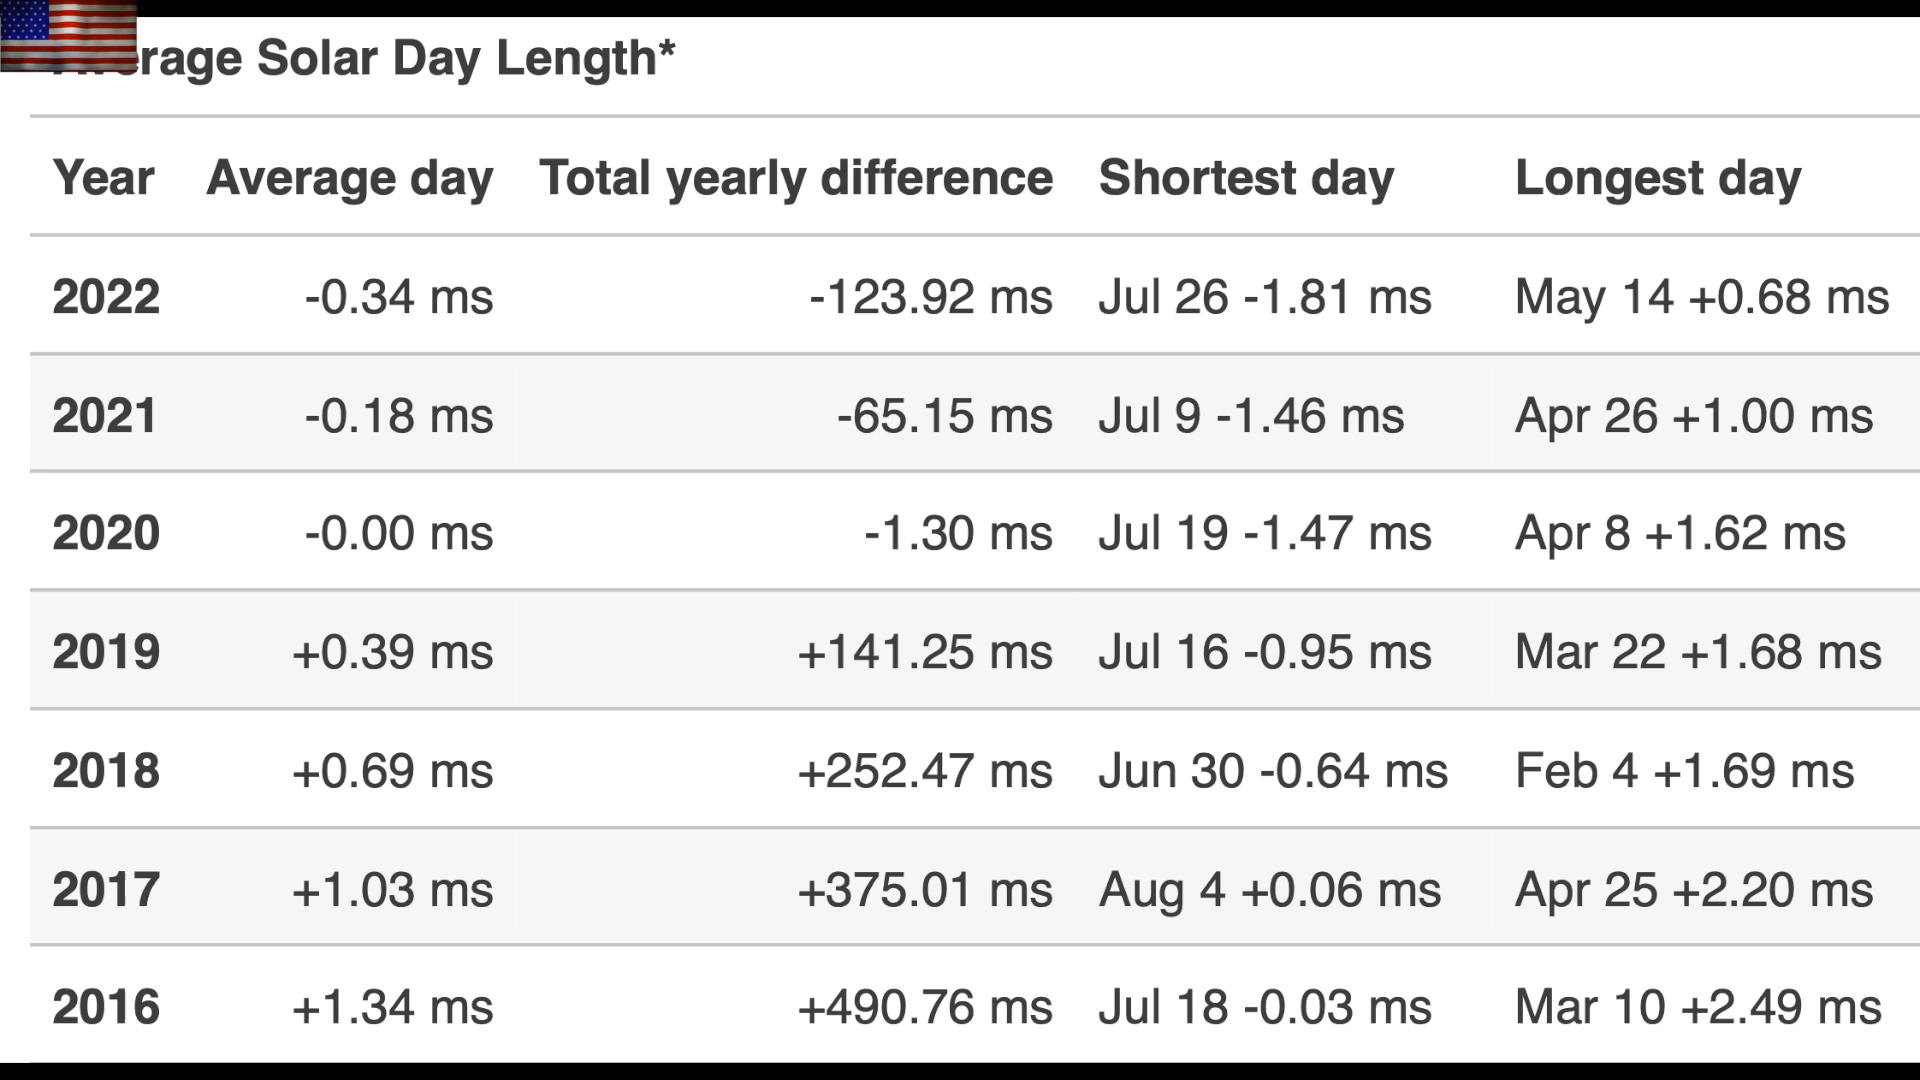 rage Solar Day Length*
Year Average day Total yearly difference Shortest day Longest day
2022 -0.34 ms -123.92 ms Jul 26 -1.81 ms May 14 +0.68 ms
2021 -0.18 ms -65.15 ms Jul 9 -1.46 ms Apr 26 +1.00 ms
2020 -0.00 ms -1.30 ms Jul 19 -1.47 ms Apr 8 +1.62 ms
2019 +0.39 ms +141.25 ms Jul 16 -0.95 ms Mar 22 +1.68 ms
2018 +0.69 ms +252.47 ms Jun 30 -0.64 ms Feb 4 +1.69 ms
2017 +1.03 ms +375.01 ms Aug 4 +0.06 ms Apr 25 +2.20 ms
2016 +1.34 ms +490.76 ms Jul 18 -0.03 ms Mar 10 +2.49 ms